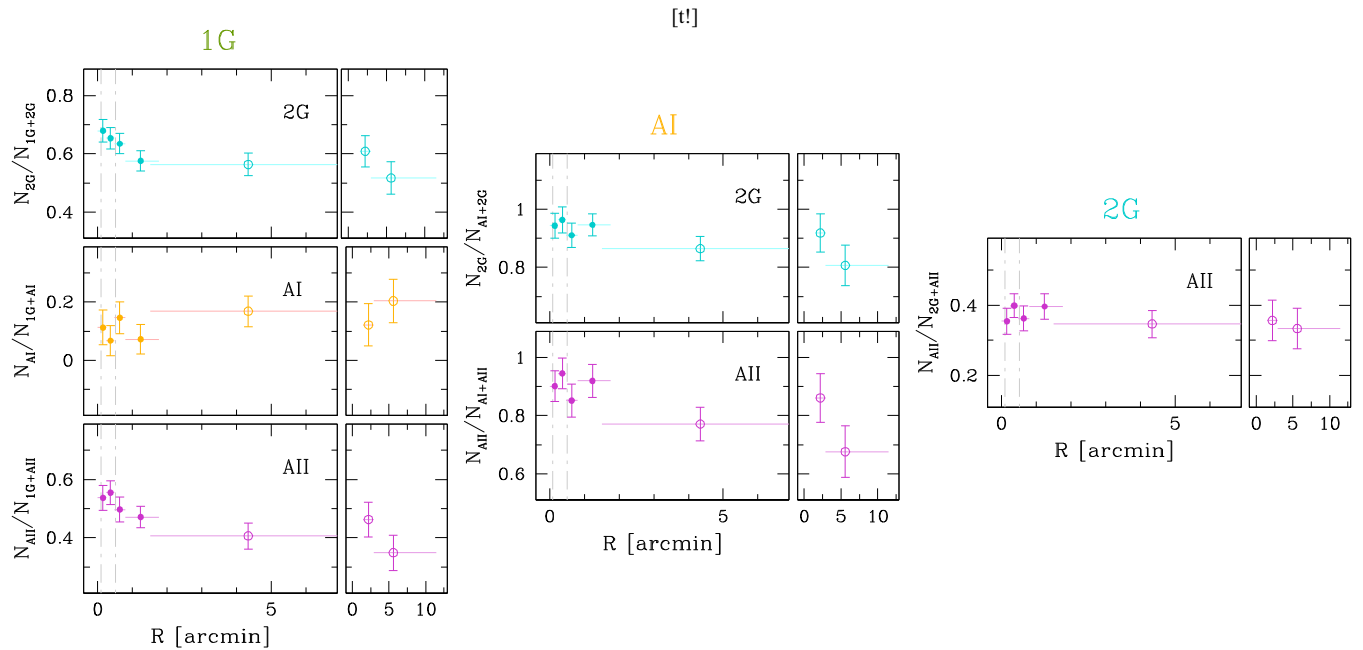 [t!]
1G
0.8
0.6
0.4
N2G/N1G+2G
2G
0.2
0
NAI/N1G+AI
AI
0.6
0.4
NAII/N1G+AII
AII
0 5 0 5 10
R [arcmin]
AI
1
0.8
N2G/NAI+2G
2G
1
0.8
0.6
NAII/NAI+AII
AII
0 5 0 5 10
R [arcmin]
2G
0.4
0.2
NAII/N2G+AII
AII
0 5 0 5 10
R [arcmin]